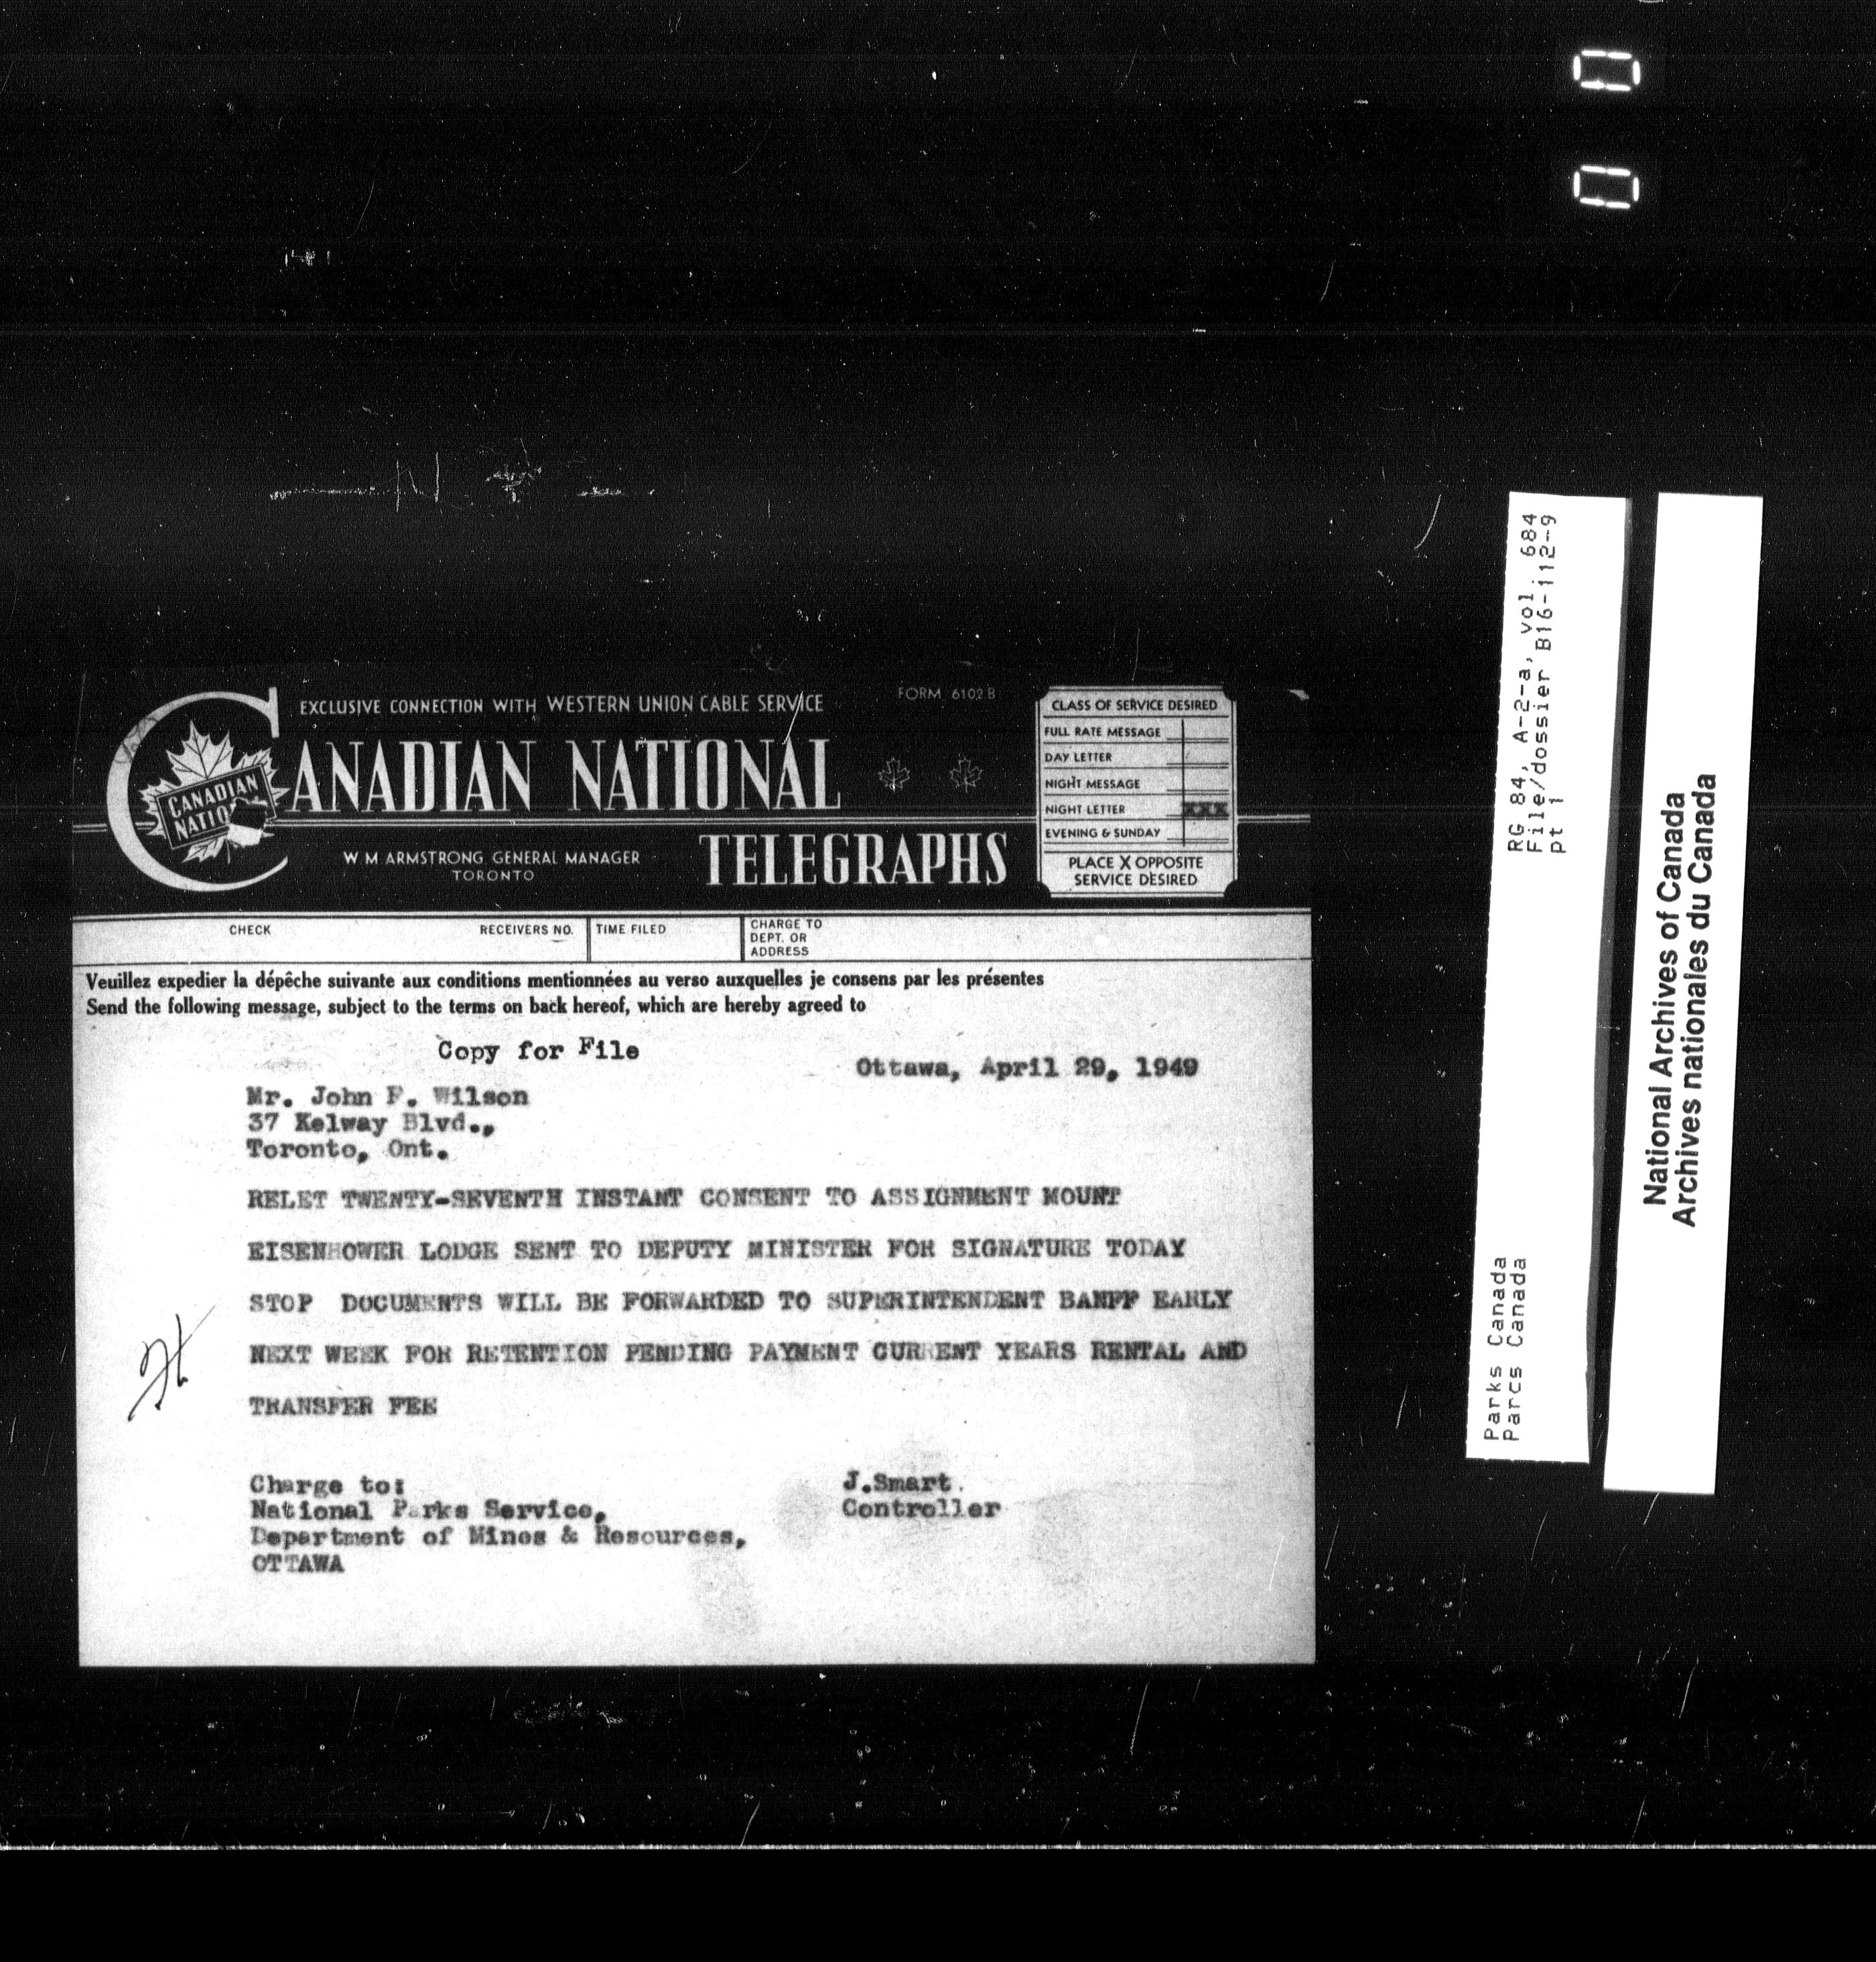 0 0
EXCLUSIVE CONNECTION WITH WESTERN UNION CABLE SERVICE
FORM 6102 B
CANADIAN NATIONAL
TELEGRAPHS
CANADIAN
NATIO
W M ARMSTRONG GENERAL MANAGER
TORONTO
CLASS OF SERVICE DESIRED
FULL RATE MESSAGE
DAY LETTER
NIGHT MESSAGE
NIGHT LETTER XXX
EVENING & SUNDAY
PLACE X OPPOSITE
SERVICE DESIRED
CHECK RECEIVERS NO. TIME FILED
CHARGE TO
DEPT. OR
ADDRESS
Veuillez expedier la dépêche suivante aux conditions mentionnées au verso auxquelles je consens par les présentes
Send the following message, subject to the terms on back hereof, which are hereby agreed to
Copy for File
Ottawa, April 29, 1949
Mr. John F. Wilson
37 Kelway Blvd.,
Toronto, Ont.
RELET TWENTY-SEVENTH INSTANT CONSENT TO ASSIGNMENT MOUNT
EISENHOWER LODGE SENT TO DEPUTY MINISTER FOR SIGNATURE TODAY
STOP DOCUMENTS WILL BE FORWARDED TO SUPERINTENDENT BANFF EARLY
NEXT WEEK FOR RETENTION PENDING PAYMENT CURRENT YEARS RENTAL AND
TRANSFER FEE
Charge to:
National Parks Service,
Department of Mines & Resources,
OTTAWA
J.Smart.
Controller
Parks Canada RG 84, A-2-a, vol. 684
Parcs Canada File/dossier B16-112-9
pt 1
National Archives of Canada
Archives nationales du Canada